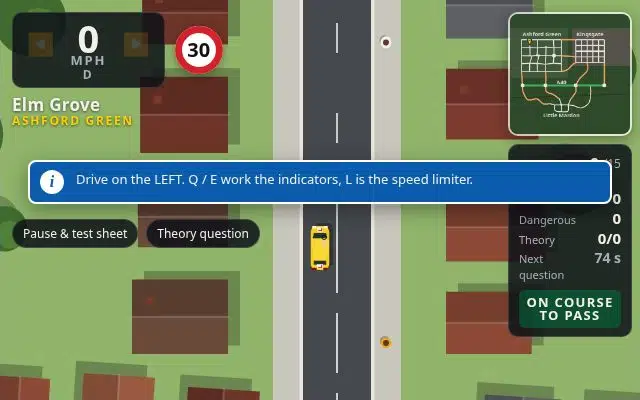 0
MPH
D
30
Elm Grove
ASHFORD GREEN
Ashford Green
Kingsgate
A40
Little Marston
/15
Drive on the LEFT. Q / E work the indicators, L is the speed limiter.
0
Dangerous 0
Theory 0/0
Next question 74 s
Pause & test sheet
Theory question
ON COURSE
TO PASS